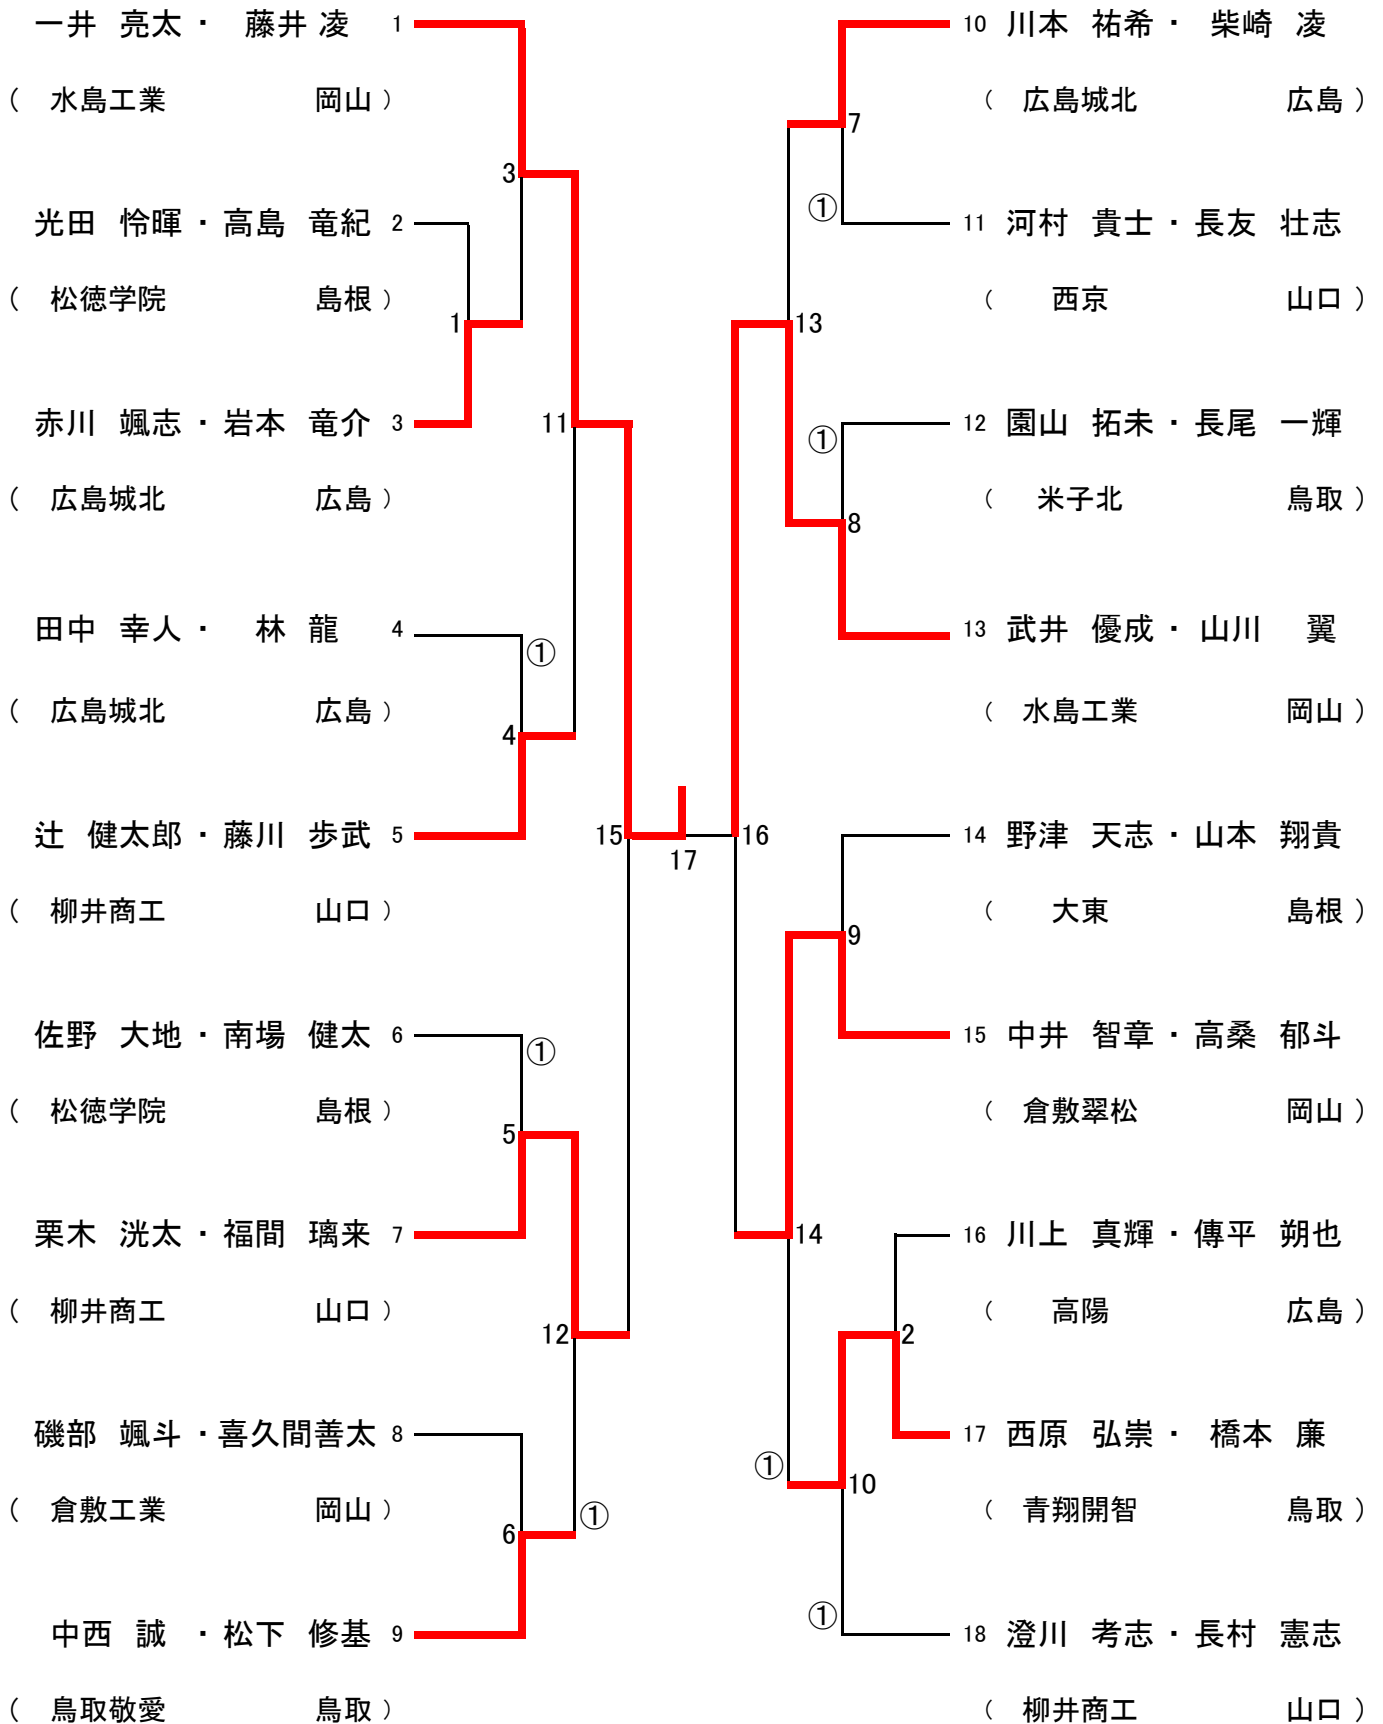 一井 亮太・ 藤井 凌 1
( 水島工業 岡山 )
光田 怜暉・高島 竜紀 2
( 松徳学院 島根 )
赤川 颯志・岩本 竜介 3
( 広島城北 広島 )
田中 幸人・ 林 龍 4
( 広島城北 広島 )
辻 健太郎・藤川 歩武 5
( 柳井商工 山口 )
佐野 大地・南場 健太 6
( 松徳学院 島根 )
栗木 洸太・福間 璃来 7
( 柳井商工 山口 )
磯部 颯斗・喜久間善太 8
( 倉敷工業 岡山 )
中西 誠 ・松下 修基 9
( 鳥取敬愛 鳥取 )
3
1
11
①
4
15
①
5
12
6
①
17
10 川本 祐希・ 柴崎 凌
( 広島城北 広島 )
11 河村 貴士・長友 壮志
( 西京 山口 )
12 園山 拓未・長尾 一輝
( 米子北 鳥取 )
13 武井 優成・山川 翼
( 水島工業 岡山 )
14 野津 天志・山本 翔貴
( 大東 島根 )
15 中井 智章・高桑 郁斗
( 倉敷翠松 岡山 )
16 川上 真輝・傳平 朔也
( 高陽 広島 )
17 西原 弘崇・ 橋本 廉
( 青翔開智 鳥取 )
18 澄川 考志・長村 憲志
( 柳井商工 山口 )
7
①
13
①
8
16
9
14
2
①
10
①